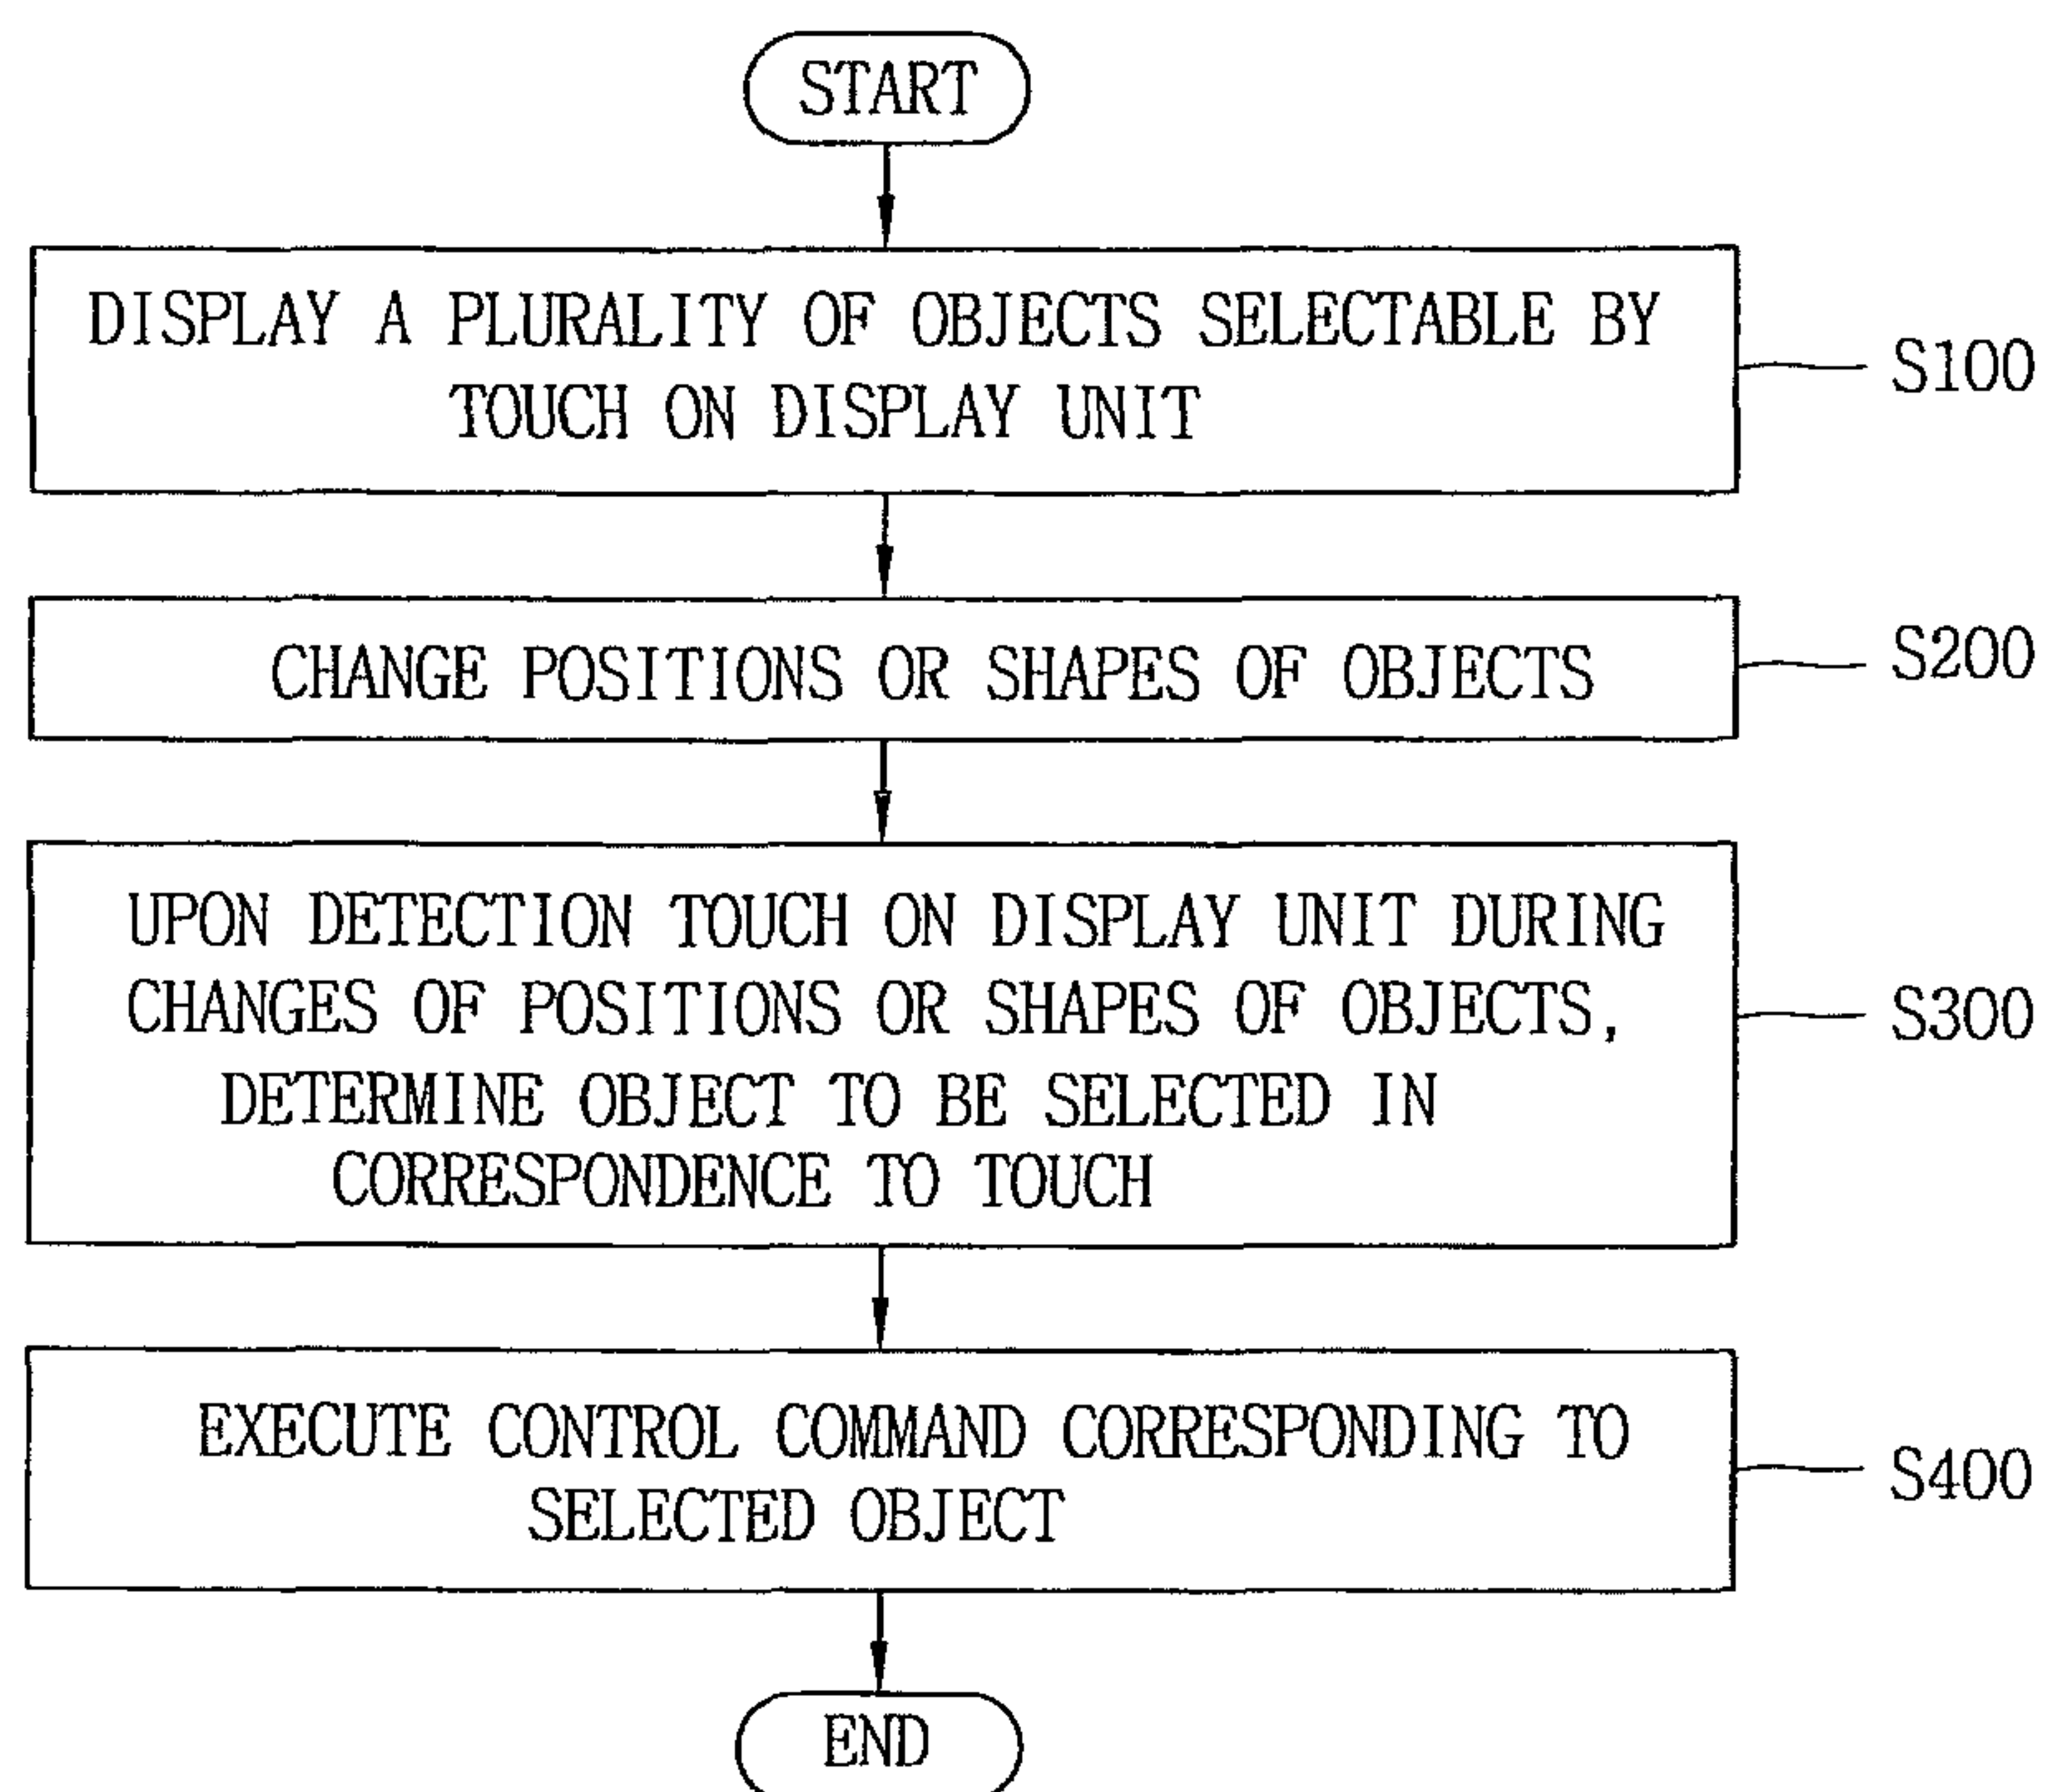 START
DISPLAY A PLURALITY OF OBJECTS SELECTABLE BY
TOUCH ON DISPLAY UNIT
S100
CHANGE POSITIONS OR SHAPES OF OBJECTS
S200
UPON DETECTION TOUCH ON DISPLAY UNIT DURING
CHANGES OF POSITIONS OR SHAPES OF OBJECTS,
DETERMINE OBJECT TO BE SELECTED IN
CORRESPONDENCE TO TOUCH
S300
EXECUTE CONTROL COMMAND CORRESPONDING TO
SELECTED OBJECT
S400
END